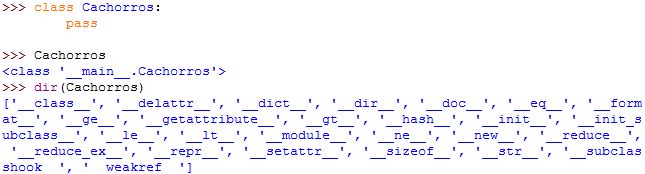 >>> class Cachorros:
        pass

>>> Cachorros
<class '__main__.Cachorros'>
>>> dir(Cachorros)
['__class__', '__delattr__', '__dict__', '__dir__', '__doc__', '__eq__', '__form
at__', '__ge__', '__getattribute__', '__gt__', '__hash__', '__init__', '__init_s
ubclass__', '__le__', '__lt__', '__module__', '__ne__', '__new__', '__reduce__',
 '__reduce_ex__', '__repr__', '__setattr__', '__sizeof__', '__str__', '__subclas
shook__', '__weakref__']